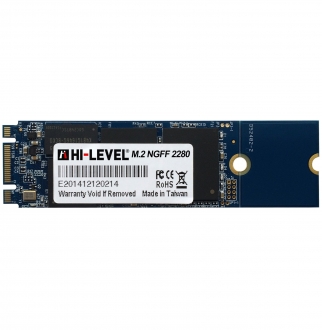 HI-LEVEL® M.2 NGFF 2280
E201412120214
CE FC
RoHS
Warranty Void If Removed
Made in Taiwan